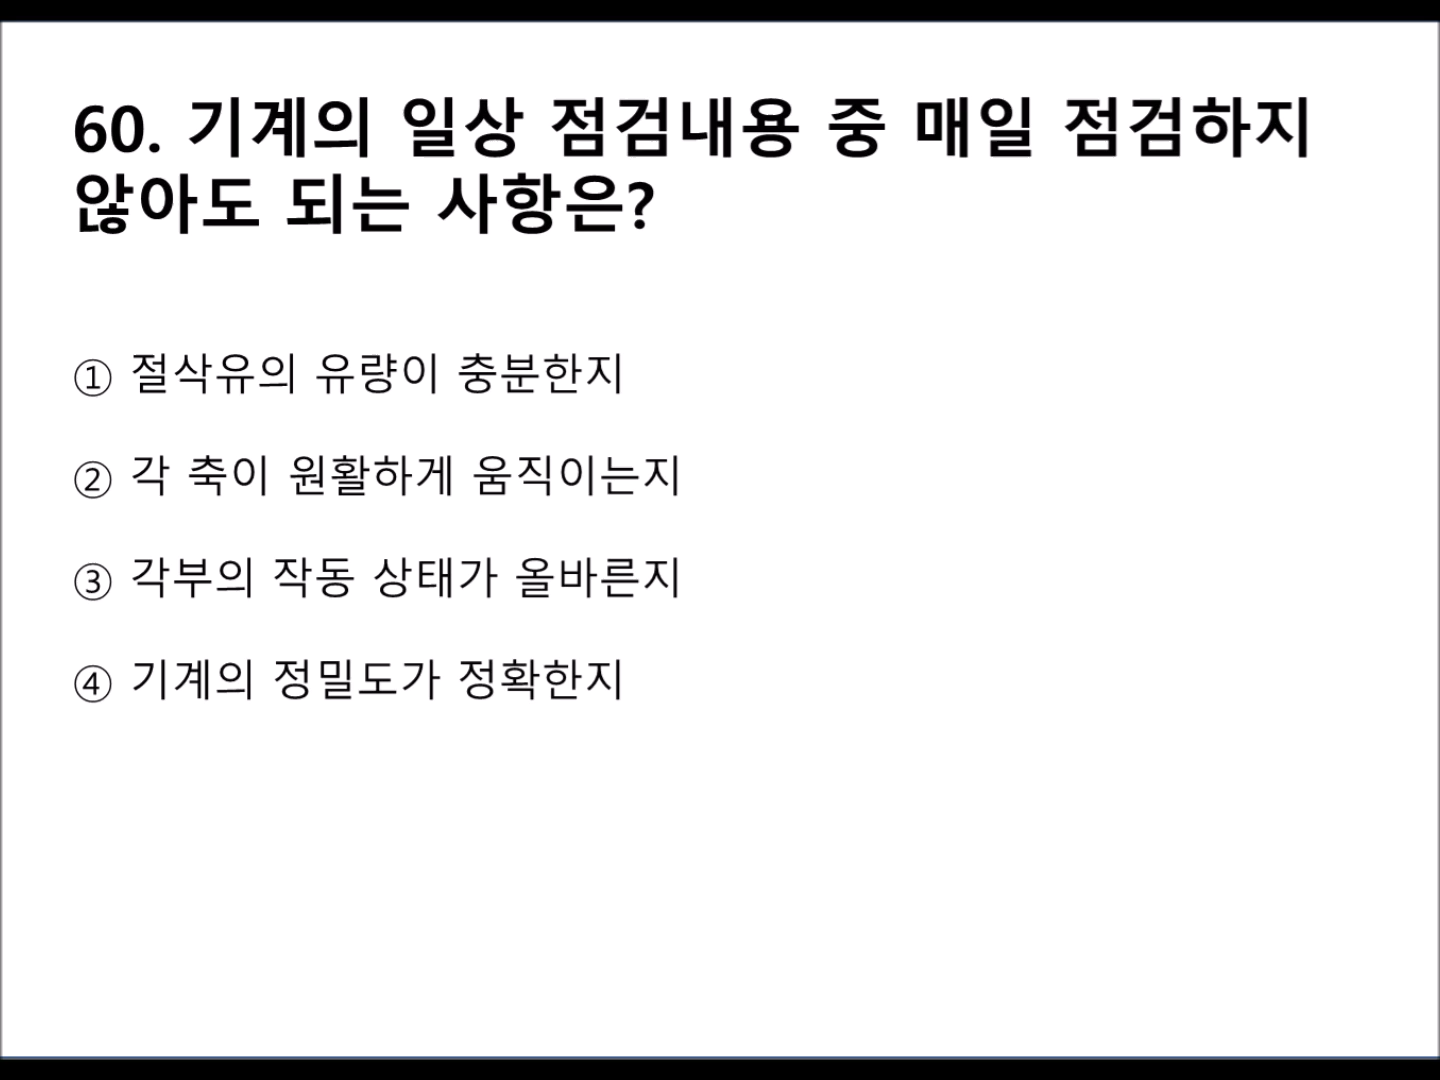 60. 기계의 일상 점검내용 중 매일 점검하지
않아도 되는 사항은?
① 절삭유의 유량이 충분한지
② 각 축이 원활하게 움직이는지
③ 각부의 작동 상태가 올바른지
④ 기계의 정밀도가 정확한지